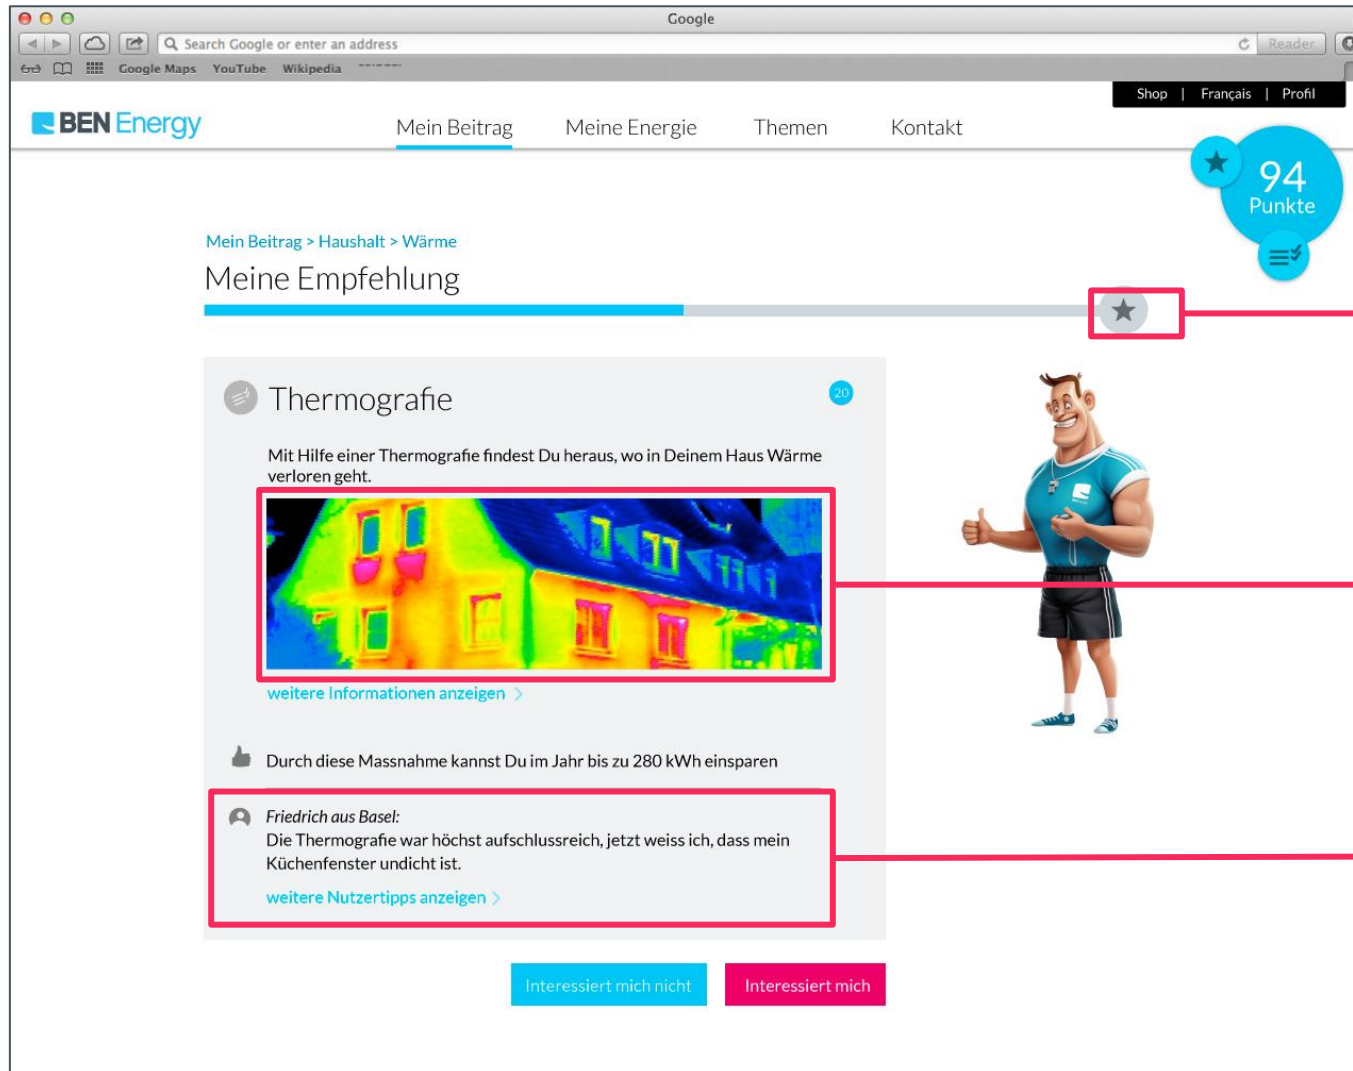 Google
Search Google or enter an address
Reader
Google Maps YouTube Wikipedia
Shop | Français | Profil
BEN Energy
Mein Beitrag Meine Energie Themen Kontakt
94
Punkte
Mein Beitrag > Haushalt > Wärme
Meine Empfehlung
Thermografie
20
Mit Hilfe einer Thermografie findest Du heraus, wo in Deinem Haus Wärme
verloren geht.
weitere Informationen anzeigen >
Durch diese Massnahme kannst Du im Jahr bis zu 280 kWh einsparen
Friedrich aus Basel:
Die Thermografie war höchst aufschlussreich, jetzt weiss ich, dass mein
Küchenfenster undicht ist.
weitere Nutzertipps anzeigen >
Interessiert mich nicht
Interessiert mich